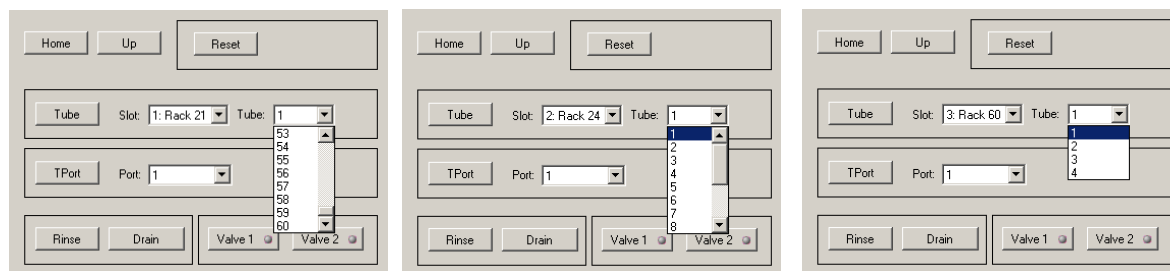 Home Up Reset
Tube Slot: 1: Rack 21 Tube: 1
53
54
55
56
57
58
59
60
TPort Port: 1
Rinse Drain Valve 1 Valve 2
Home Up Reset
Tube Slot: 2: Rack 24 Tube: 1
1
2
3
4
5
6
7
8
TPort Port: 1
Rinse Drain Valve 1 Valve 2
Home Up Reset
Tube Slot: 3: Rack 60 Tube: 1
1
2
3
4
TPort Port: 1
Rinse Drain Valve 1 Valve 2